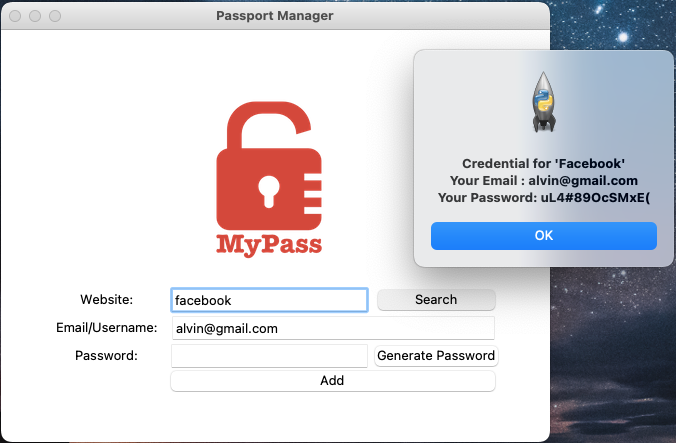 Passport Manager
MyPass
Website:
facebook
Search
Email/Username:
alvin@gmail.com
Password:
Generate Password
Add
Credential for 'Facebook'
Your Email : alvin@gmail.com
Your Password: uL4#89OcSMxE(
OK